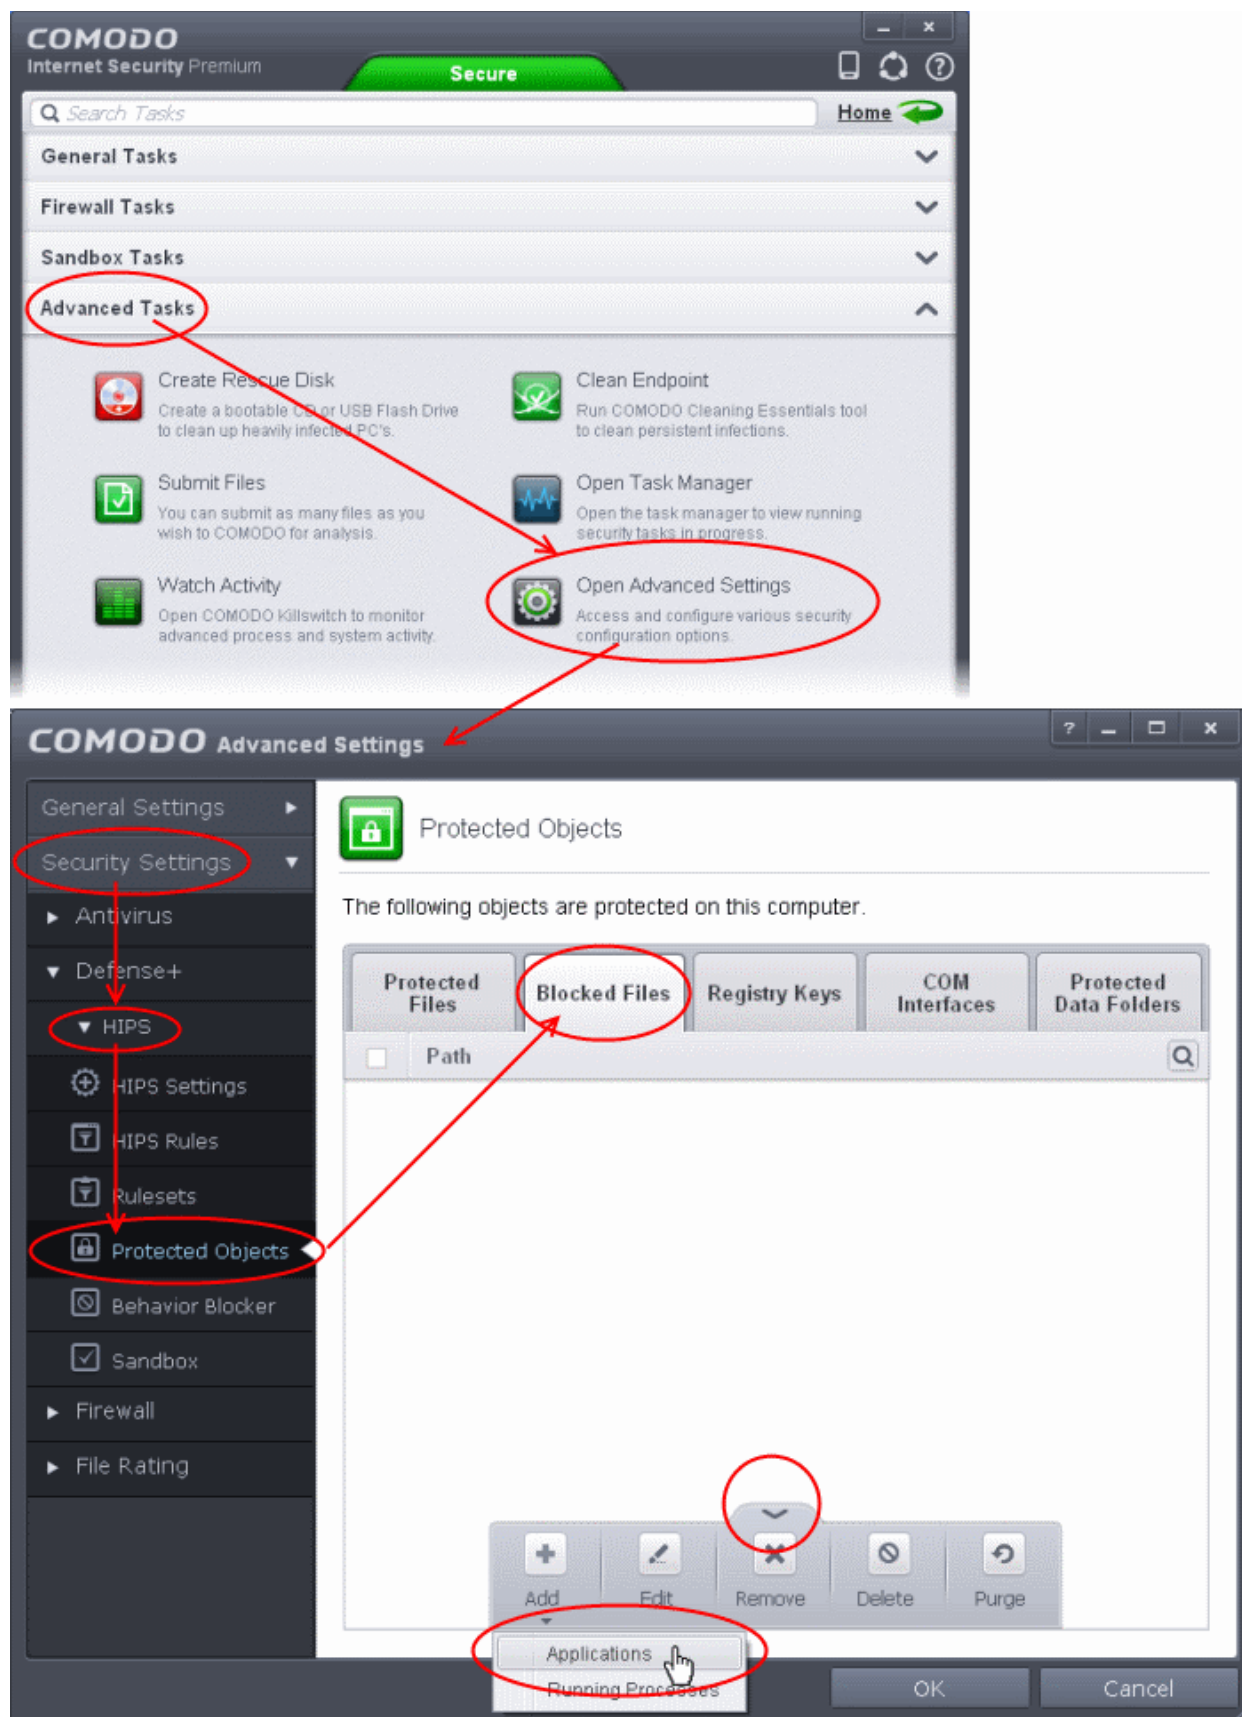 COMODO
Internet Security Premium
Secure
Search Tasks
Home
General Tasks
Firewall Tasks
Sandbox Tasks
Advanced Tasks
Create Rescue Disk
Create a bootable CD or USB Flash Drive
to clean up heavily infected PC's.
Clean Endpoint
Run COMODO Cleaning Essentials tool
to clean persistent infections.
Submit Files
You can submit as many files as you
wish to COMODO for analysis.
Open Task Manager
Open the task manager to view running
security tasks in progress.
Watch Activity
Open COMODO Killswitch to monitor
advanced process and system activity.
Open Advanced Settings
Access and configure various security
configuration options.
COMODO Advanced Settings
General Settings
Security Settings
Antivirus
Defense+
HIPS
HIPS Settings
HIPS Rules
Rulesets
Protected Objects
Behavior Blocker
Sandbox
Firewall
File Rating
Protected Objects
The following objects are protected on this computer.
Protected
Files
Blocked Files
Registry Keys
COM
Interfaces
Protected
Data Folders
Path
Add
Edit
Remove
Delete
Purge
Applications
Running Processes
OK
Cancel